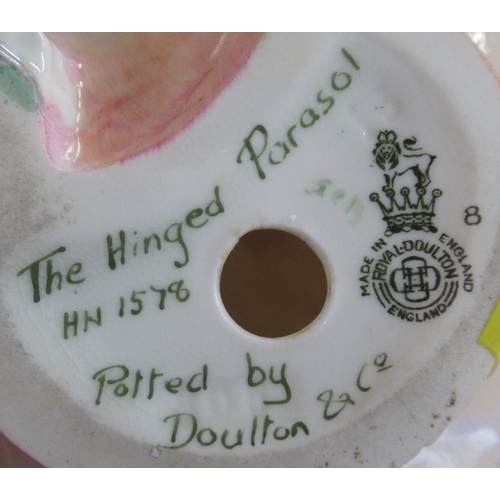 The Hinged Parasol
HN 1578
Potted by
Doulton & Co
MADE IN ENGLAND
ROYAL-DOULTON
ENGLAND
8